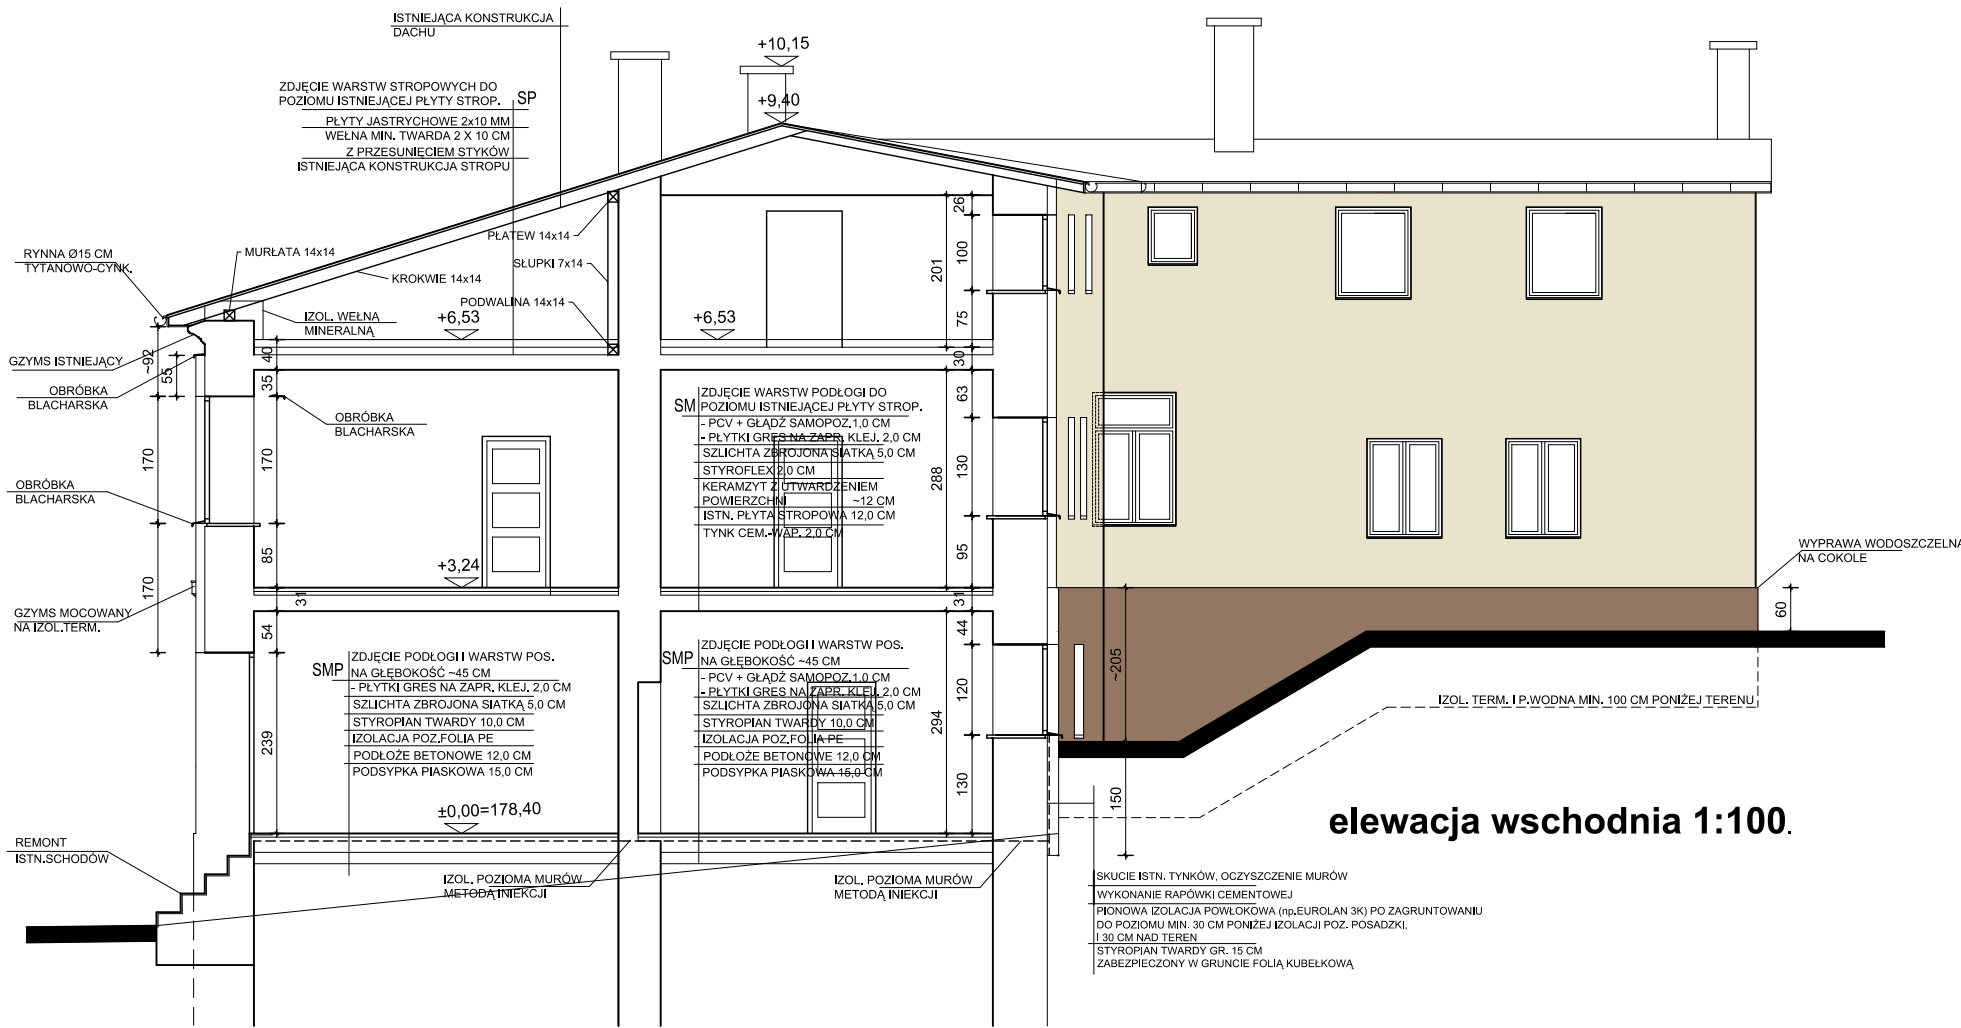 ISTNIEJĄCA KONSTRUKCJA
DACHU
ZDJĘCIE WARSTW STROPOWYCH DO
POZIOMU ISTNIEJĄCEJ PŁYTY STROP.
SP
PŁYTY JASTRYCHOWE 2x10 MM
WEŁNA MIN. TWARDA 2 X 10 CM
Z PRZESUNIĘCIEM STYKÓW
ISTNIEJĄCA KONSTRUKCJA STROPU
+10,15
+9,40
RYNNA Ø15 CM
TYTANOWO-CYNK.
MURŁATA 14x14
KROKWIE 14x14
PŁATEW 14x14
SŁUPKI 7x14
PODWALINA 14x14
IZOL. WEŁNĄ
MINERALNĄ
+6,53
+6,53
GZYMS ISTNIEJĄCY
OBRÓBKA
BLACHARSKA
~92
55
40
35
OBRÓBKA
BLACHARSKA
170
170
OBRÓBKA
BLACHARSKA
85
170
+3,24
31
GZYMS MOCOWANY
NA IZOL.TERM.
54
239
26
100
201
75
30
63
130
288
95
31
44
120
294
130
SM
ZDJĘCIE WARSTW PODŁOGI DO
POZIOMU ISTNIEJĄCEJ PŁYTY STROP.
- PCV + GŁADŹ SAMOPOZ.1,0 CM
- PŁYTKI GRES NA ZAPR. KLEJ. 2,0 CM
SZLICHTA ZBROJONA SIATKĄ 5,0 CM
STYROFLEX 2,0 CM
KERAMZYT Z UTWARDZENIEM
POWIERZCHNI ~12 CM
ISTN. PŁYTA STROPOWA 12,0 CM
TYNK CEM.-WAP. 2,0 CM
SMP
ZDJĘCIE PODŁOGI I WARSTW POS.
NA GŁĘBOKOŚĆ ~45 CM
- PŁYTKI GRES NA ZAPR. KLEJ. 2,0 CM
SZLICHTA ZBROJONA SIATKĄ 5,0 CM
STYROPIAN TWARDY 10,0 CM
IZOLACJA POZ.FOLIA PE
PODŁOŻE BETONOWE 12,0 CM
PODSYPKA PIASKOWA 15,0 CM
±0,00=178,40
SMP
ZDJĘCIE PODŁOGI I WARSTW POS.
NA GŁĘBOKOŚĆ ~45 CM
- PCV + GŁADŹ SAMOPOZ.1,0 CM
- PŁYTKI GRES NA ZAPR. KLEJ. 2,0 CM
SZLICHTA ZBROJONA SIATKĄ 5,0 CM
STYROPIAN TWARDY 10,0 CM
IZOLACJA POZ.FOLIA PE
PODŁOŻE BETONOWE 12,0 CM
PODSYPKA PIASKOWA 15,0 CM
REMONT
ISTN.SCHODÓW
IZOL. POZIOMA MURÓW
METODĄ INIEKCJI
IZOL. POZIOMA MURÓW
METODĄ INIEKCJI
WYPRAWA WODOSZCZELNA
NA COKOLE
60
~205
150
IZOL. TERM. I P.WODNA MIN. 100 CM PONIŻEJ TERENU
elewacja wschodnia 1:100.
SKUCIE ISTN. TYNKÓW, OCZYSZCZENIE MURÓW
WYKONANIE RAPÓWKI CEMENTOWEJ
PIONOWA IZOLACJA POWŁOKOWA (np.EUROLAN 3K) PO ZAGRUNTOWANIU
DO POZIOMU MIN. 30 CM PONIŻEJ IZOLACJI POZ. POSADZKI,
I 30 CM NAD TEREN
STYROPIAN TWARDY GR. 15 CM
ZABEZPIECZONY W GRUNCIE FOLIĄ KUBEŁKOWĄ